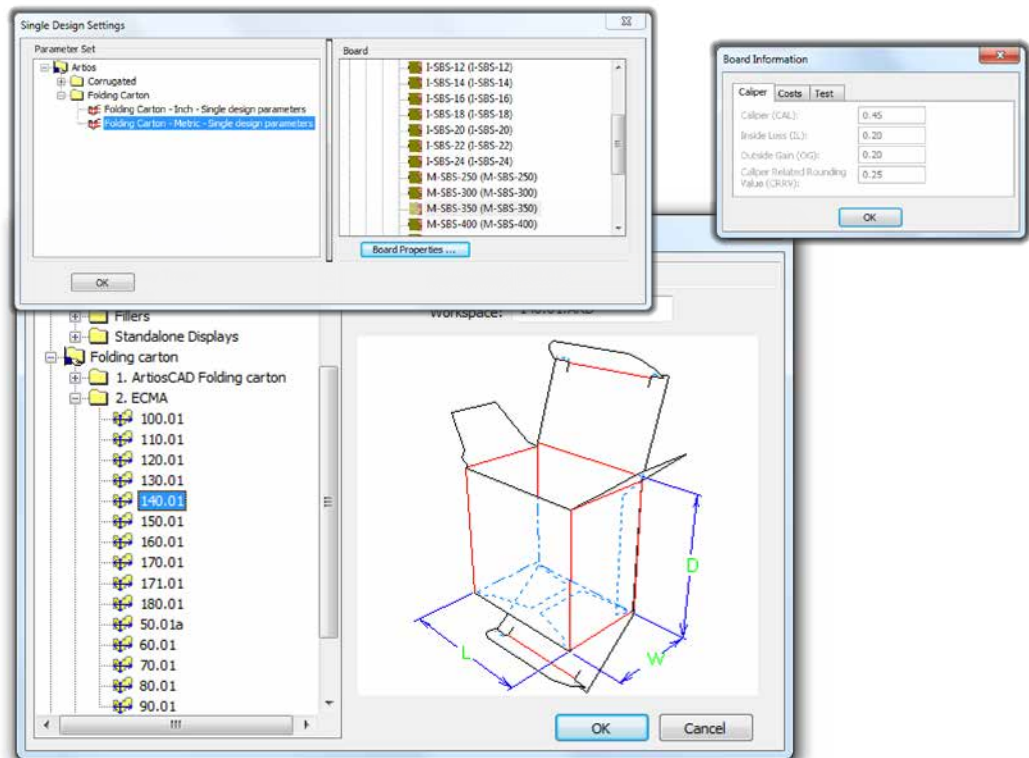 Single Design Settings
Parameter Set
Artios
Corrugated
Folding Carton
Folding Carton - Inch - Single design parameters
Folding Carton - Metric - Single design parameters
OK
Board
I-SBS-12 (I-SBS-12)
I-SBS-14 (I-SBS-14)
I-SBS-16 (I-SBS-16)
I-SBS-18 (I-SBS-18)
I-SBS-20 (I-SBS-20)
I-SBS-22 (I-SBS-22)
I-SBS-24 (I-SBS-24)
M-SBS-250 (M-SBS-250)
M-SBS-300 (M-SBS-300)
M-SBS-350 (M-SBS-350)
M-SBS-400 (M-SBS-400)
Board Properties ...
Board Information
Caliper Costs Test
Caliper (CAL): 0.45
Inside Loss (IL): 0.20
Outside Gain (OG): 0.20
Caliper Related Rounding 0.25
Value (CRRV):
OK
Fillers
Standalone Displays
Folding carton
1. ArtiosCAD Folding carton
2. ECMA
100.01
110.01
120.01
130.01
140.01
150.01
160.01
170.01
171.01
180.01
50.01a
60.01
70.01
80.01
90.01
Workspace:
D
L
W
OK
Cancel